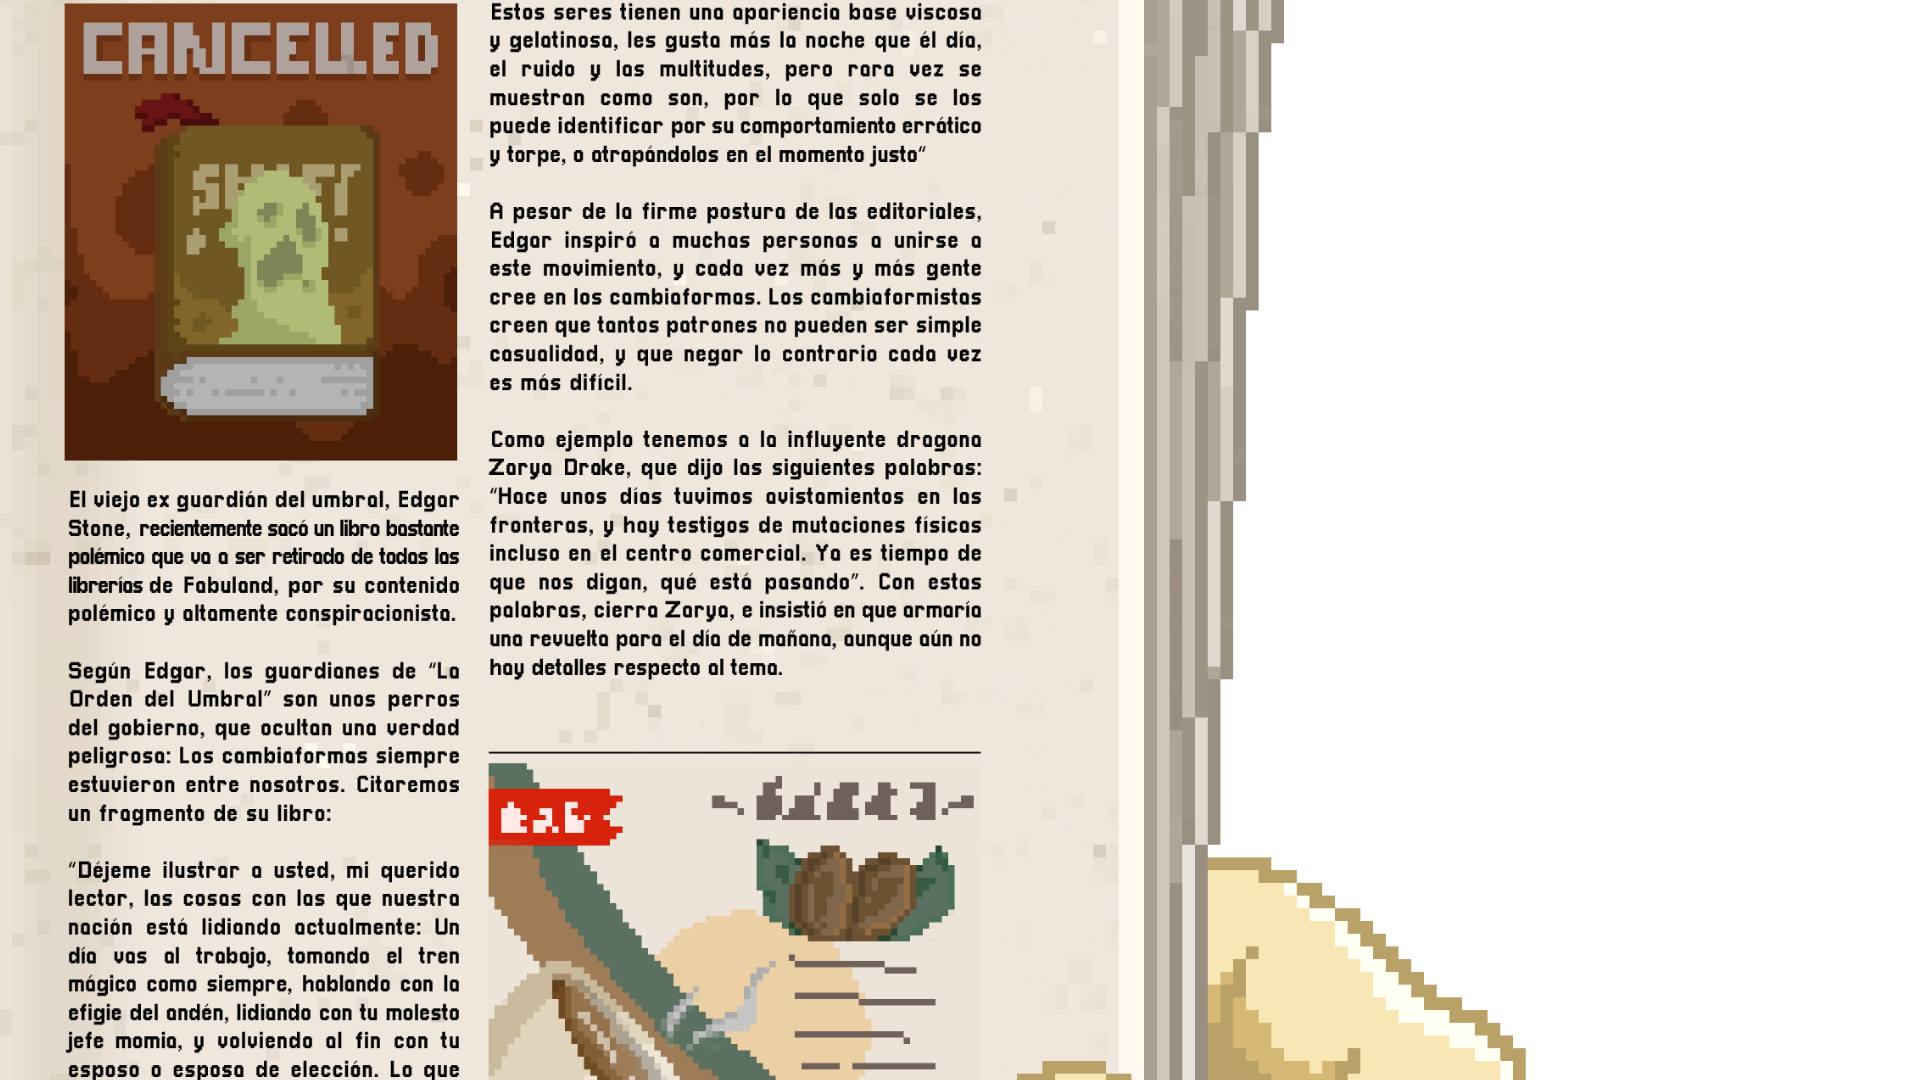 CANCELLED
El viejo ex guardián del umbral, Edgar
Stone, recientemente sacó un libro bastante
polémico que va a ser retirado de todas las
librerías de Fabuland, por su contenido
polémico y altamente conspiracionista.
Según Edgar, los guardianes de “La
Orden del Umbral” son unos perros
del gobierno, que ocultan una verdad
peligrosa: Los cambiaformas siempre
estuvieron entre nosotros. Citaremos
un fragmento de su libro:
“Déjeme ilustrar a usted, mi querido
lector, las cosas con las que nuestra
nación está lidiando actualmente: Un
día vas al trabajo, tomando el tren
mágico como siempre, hablando con la
efigie del andén, lidiando con tu molesto
jefe momia, y volviendo al fin con tu
esposo o esposa de elección. Lo que
Estos seres tienen una apariencia base viscosa
y gelatinosa, les gusta más la noche que él día,
el ruido y las multitudes, pero rara vez se
muestran como son, por lo que solo se los
puede identificar por su comportamiento errático
y torpe, o atrapándolos en el momento justo“
A pesar de la firme postura de las editoriales,
Edgar inspiró a muchas personas a unirse a
este movimiento, y cada vez más y más gente
cree en los cambiaformas. Los cambiaformistas
creen que tantos patrones no pueden ser simple
casualidad, y que negar lo contrario cada vez
es más difícil.
Como ejemplo tenemos a la influyente dragona
Zarya Drake, que dijo las siguientes palabras:
“Hace unos días tuvimos avistamientos en las
fronteras, y hay testigos de mutaciones físicas
incluso en el centro comercial. Ya es tiempo de
que nos digan, qué está pasando”. Con estas
palabras, cierra Zarya, e insistió en que armaría
una revuelta para el día de mañana, aunque aún no
hay detalles respecto al tema.